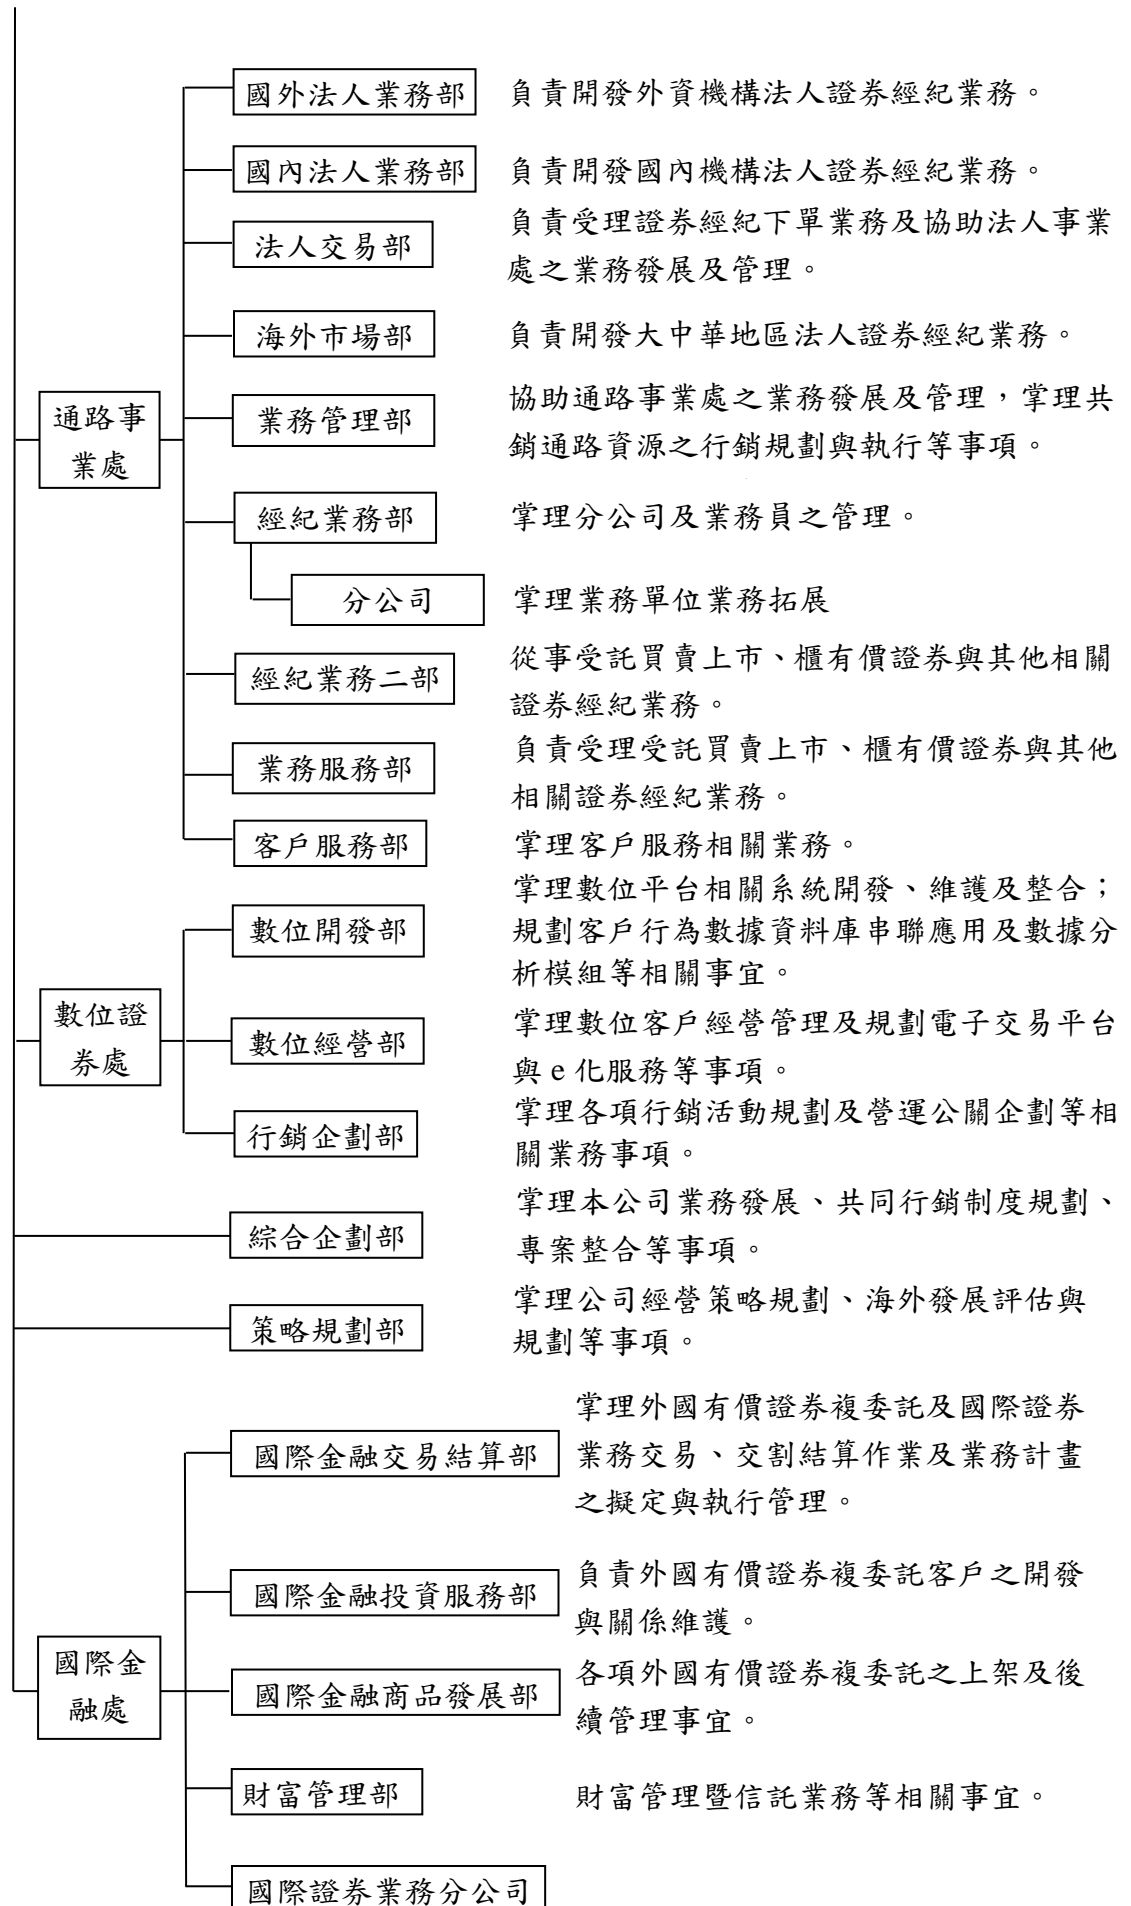 國外法人業務部 負責開發外資機構法人證券經紀業務。
國內法人業務部 負責開發國內機構法人證券經紀業務。
法人交易部 負責受理證券經紀下單業務及協助法人事業
處之業務發展及管理。
海外市場部 負責開發大中華地區法人證券經紀業務。
通路事
業處
業務管理部 協助通路事業處之業務發展及管理,掌理共
銷通路資源之行銷規劃與執行等事項。
經紀業務部 掌理分公司及業務員之管理。
分公司 掌理業務單位業務拓展
經紀業務二部 從事受託買賣上市、櫃有價證券與其他相關
證券經紀業務。
業務服務部 負責受理受託買賣上市、櫃有價證券與其他
相關證券經紀業務。
客戶服務部 掌理客戶服務相關業務。
數位開發部 掌理數位平台相關系統開發、維護及整合;
規劃客戶行為數據資料庫串聯應用及數據分
析模組等相關事宜。
數位證
券處
數位經營部 掌理數位客戶經營管理及規劃電子交易平台
與 e 化服務等事項。
行銷企劃部 掌理各項行銷活動規劃及營運公關企劃等相
關業務事項。
綜合企劃部 掌理本公司業務發展、共同行銷制度規劃、
專案整合等事項。
策略規劃部 掌理公司經營策略規劃、海外發展評估與
規劃等事項。
國際金融交易結算部 掌理外國有價證券複委託及國際證券
業務交易、交割結算作業及業務計畫
之擬定與執行管理。
國際金融投資服務部 負責外國有價證券複委託客戶之開發
與關係維護。
國際金
融處
國際金融商品發展部 各項外國有價證券複委託之上架及後
續管理事宜。
財富管理部 財富管理暨信託業務等相關事宜。
國際證券業務分公司